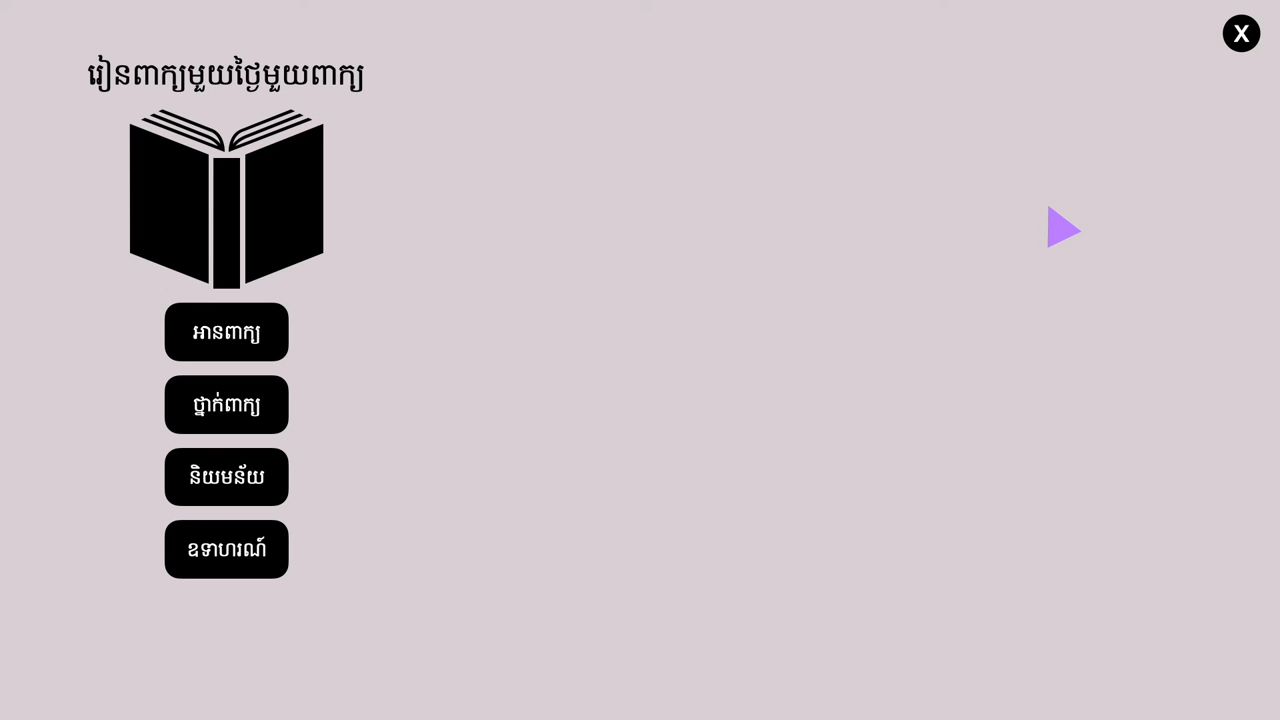 X
រៀនពាក្យមួយថ្ងៃមួយពាក្យ
អានពាក្យ
ថ្នាក់ពាក្យ
និយមន័យ
ឧទាហរណ៍